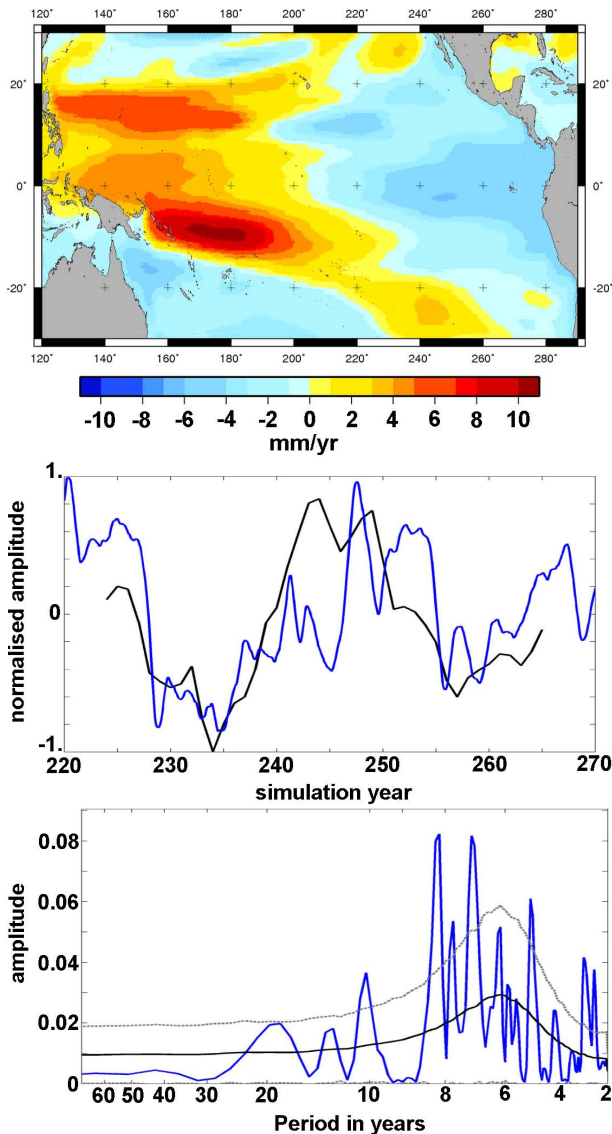 120° 140° 160° 180° 200° 220° 240° 260° 280°
20° 20°
0° 0°
-20° -20°
120° 140° 160° 180° 200° 220° 240° 260° 280°
-10 -8 -6 -4 -2 0 2 4 6 8 10
mm/yr
1.
0
-1.
normalised amplitude
220 230 240 250 260 270
simulation year
0.08
0.06
0.04
0.02
0
amplitude
60 50 40 30 20 10 8 6 4 2
Period in years